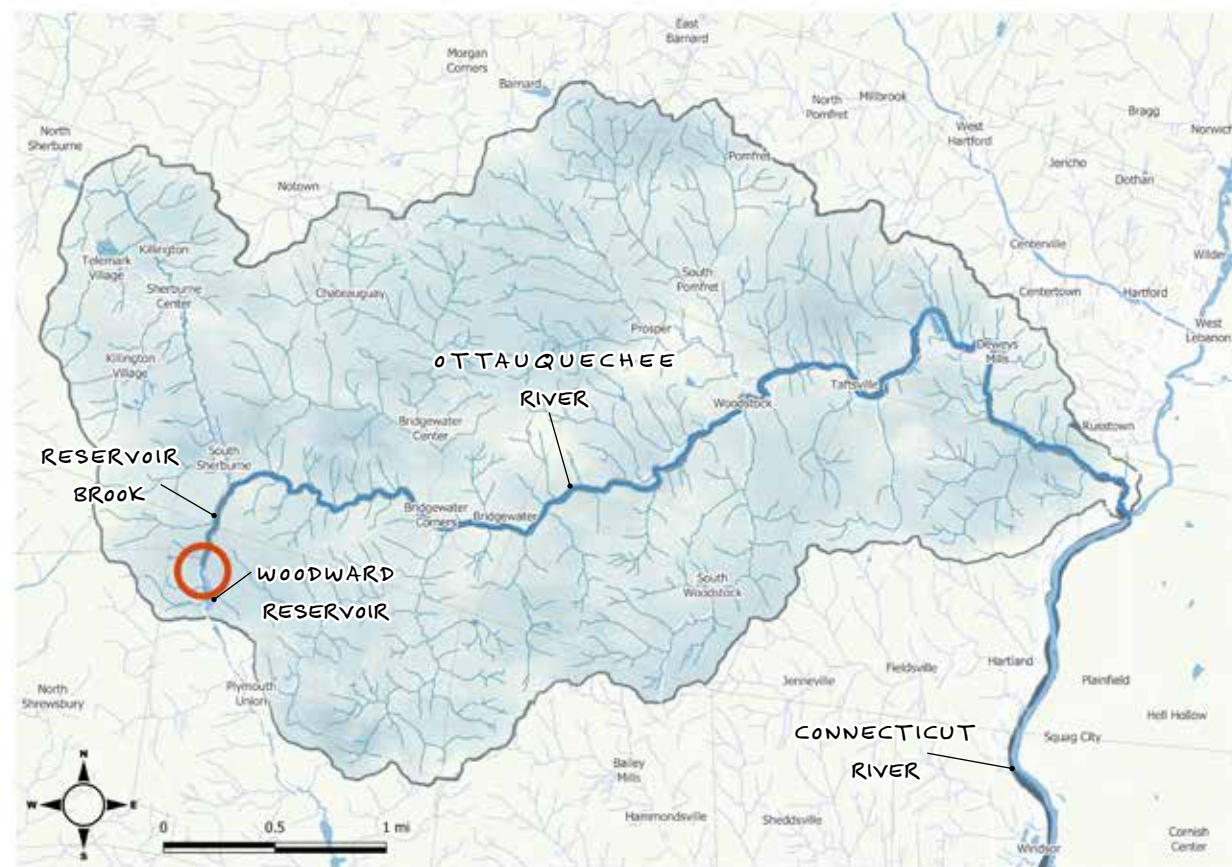 East
Barnard
Morgan
Corners
Barnard
North
Pomfret
Millbrook
Bragg
West
Hartford
Norwich
North
Sherburne
Jericho
Pomfret
Dothan
Notown
Killington
Telemark
Village
Centerville
Wilder
Sherburne
Center
Chateauguay
South
Pomfret
Centertown
Hartford
Prosper
West
Lebanon
Killington
Village
OTTAUQUECHEE
RIVER
Deweys
Mills
Taftsville
Woodstock
Bridgewater
Center
Russtown
RESERVOIR
BROOK
South
Sherburne
Bridgewater
Corners
Bridgewater
WOODWARD
RESERVOIR
South
Woodstock
North
Shrewsbury
Plymouth
Union
Jenneville
Fieldsville
Hartland
Plainfield
Hell Hollow
CONNECTICUT
RIVER
Squag City
Bailey
Mills
N
W
E
S
0
0.5
1 mi
Hammondsville
Sheddsville
Windsor
Cornish
Center